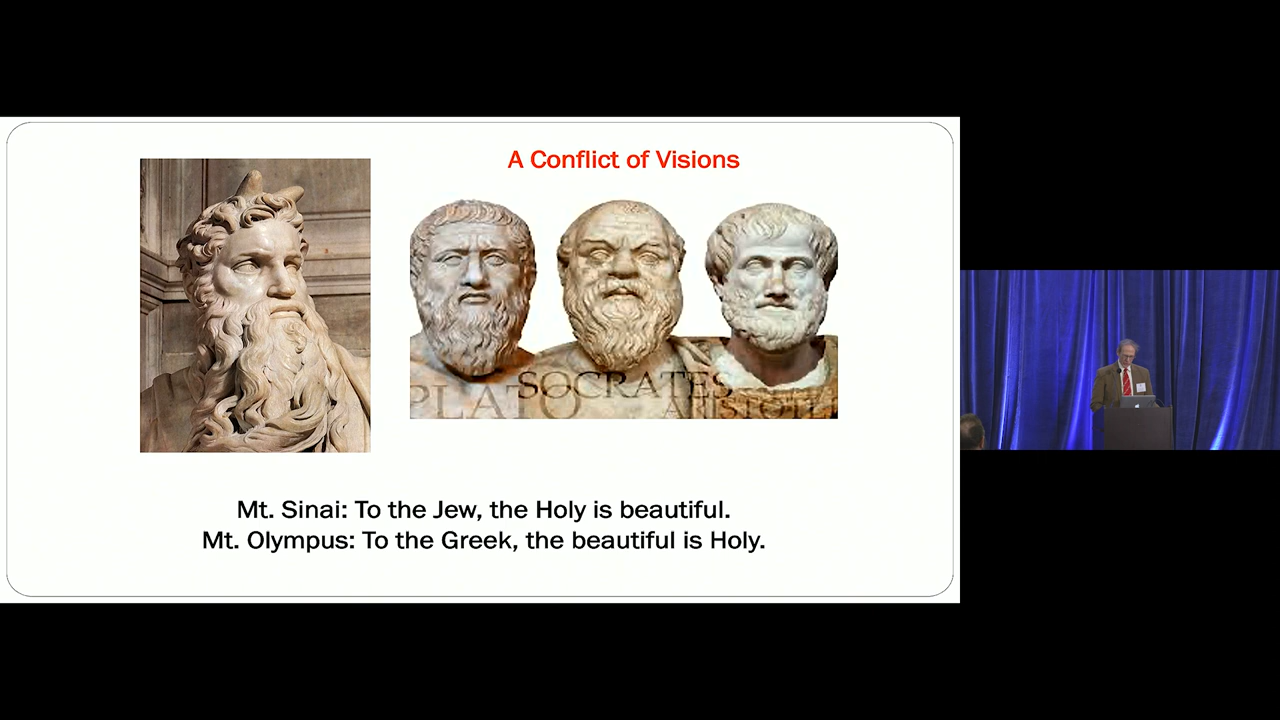 A Conflict of Visions
PLATO
SOCRATES
ARISTOTL
Mt. Sinai: To the Jew, the Holy is beautiful.
Mt. Olympus: To the Greek, the beautiful is Holy.